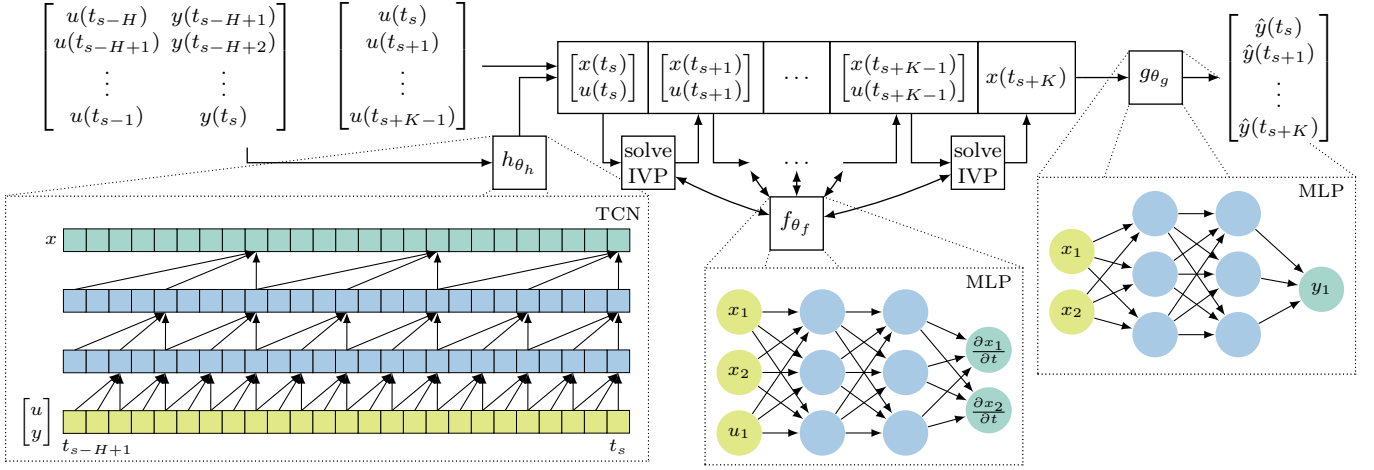 u(t_{s-H}) y(t_{s-H+1})
u(t_{s-H+1}) y(t_{s-H+2})
⋮ ⋮
u(t_{s-1}) y(t_s)
u(t_s)
u(t_{s+1})
⋮
u(t_{s+K-1})
x(t_s)
u(t_s)
x(t_{s+1})
u(t_{s+1})
⋯
x(t_{s+K-1})
u(t_{s+K-1})
x(t_{s+K})
g_{θ_g}
ŷ(t_s)
ŷ(t_{s+1})
⋮
ŷ(t_{s+K})
h_{θ_h}
solve
IVP
⋯
solve
IVP
f_{θ_f}
TCN
x
[u
y]
t_{s-H+1} t_s
MLP
x_1
x_2
u_1
∂x_1
∂t
∂x_2
∂t
MLP
x_1
x_2
y_1